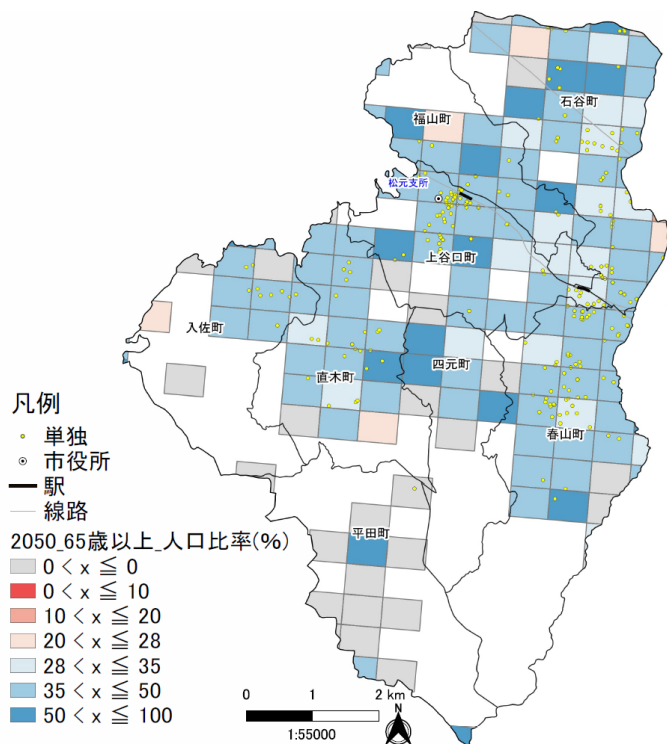 石谷町
福山町
松元支所
上谷口町
入佐町
四元町
直木町
春山町
平田町
凡例
単独
市役所
駅
線路
2050_65歳以上_人口比率(%)
0 < x ≦ 0
0 < x ≦ 10
10 < x ≦ 20
20 < x ≦ 28
28 < x ≦ 35
35 < x ≦ 50
50 < x ≦ 100
0 1 2 km
N
1:55000